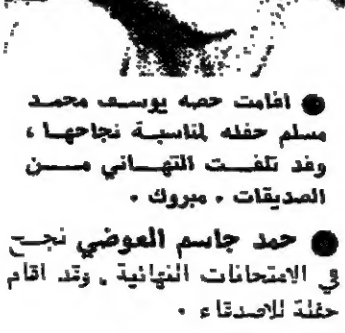 ● اقامت حصه يوسف محمد
مسلم حفله لمناسبة نجاحها ،
وقد تلقت التهاني من
الصديقات . مبروك .
● حمد جاسم العوضي نجح
في الامتحانات النهائية . وقد اقام
حفلة للاصدقاء .